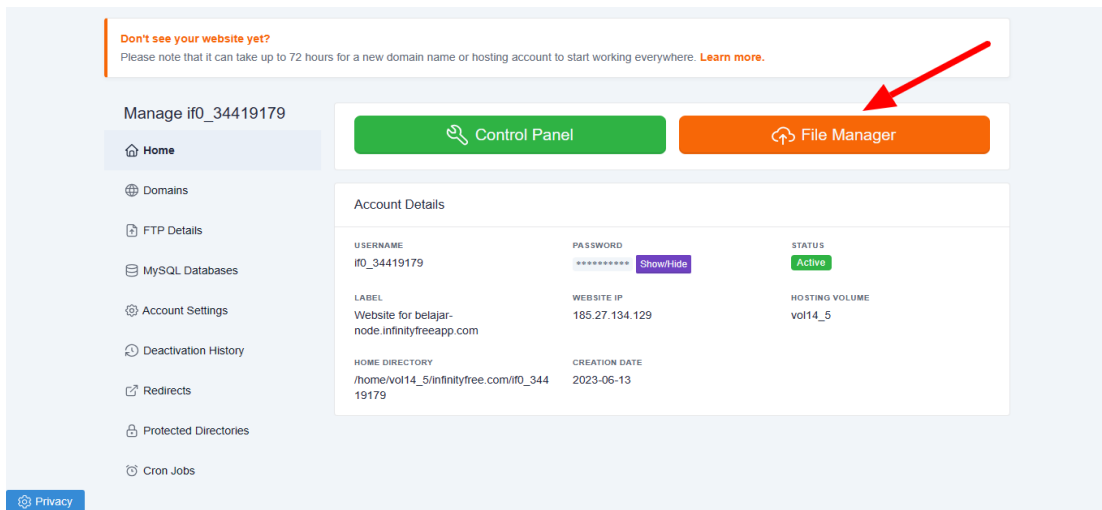 Don't see your website yet?
Please note that it can take up to 72 hours for a new domain name or hosting account to start working everywhere. Learn more.
Manage if0_34419179
Home
Domains
FTP Details
MySQL Databases
Account Settings
Deactivation History
Redirects
Protected Directories
Cron Jobs
Control Panel
File Manager
Account Details
USERNAME
if0_34419179
PASSWORD
********** Show/Hide
STATUS
Active
LABEL
Website for belajar-
node.infinityfreeapp.com
WEBSITE IP
185.27.134.129
HOSTING VOLUME
vol14_5
HOME DIRECTORY
/home/vol14_5/infinityfree.com/if0_344
19179
CREATION DATE
2023-06-13
Privacy